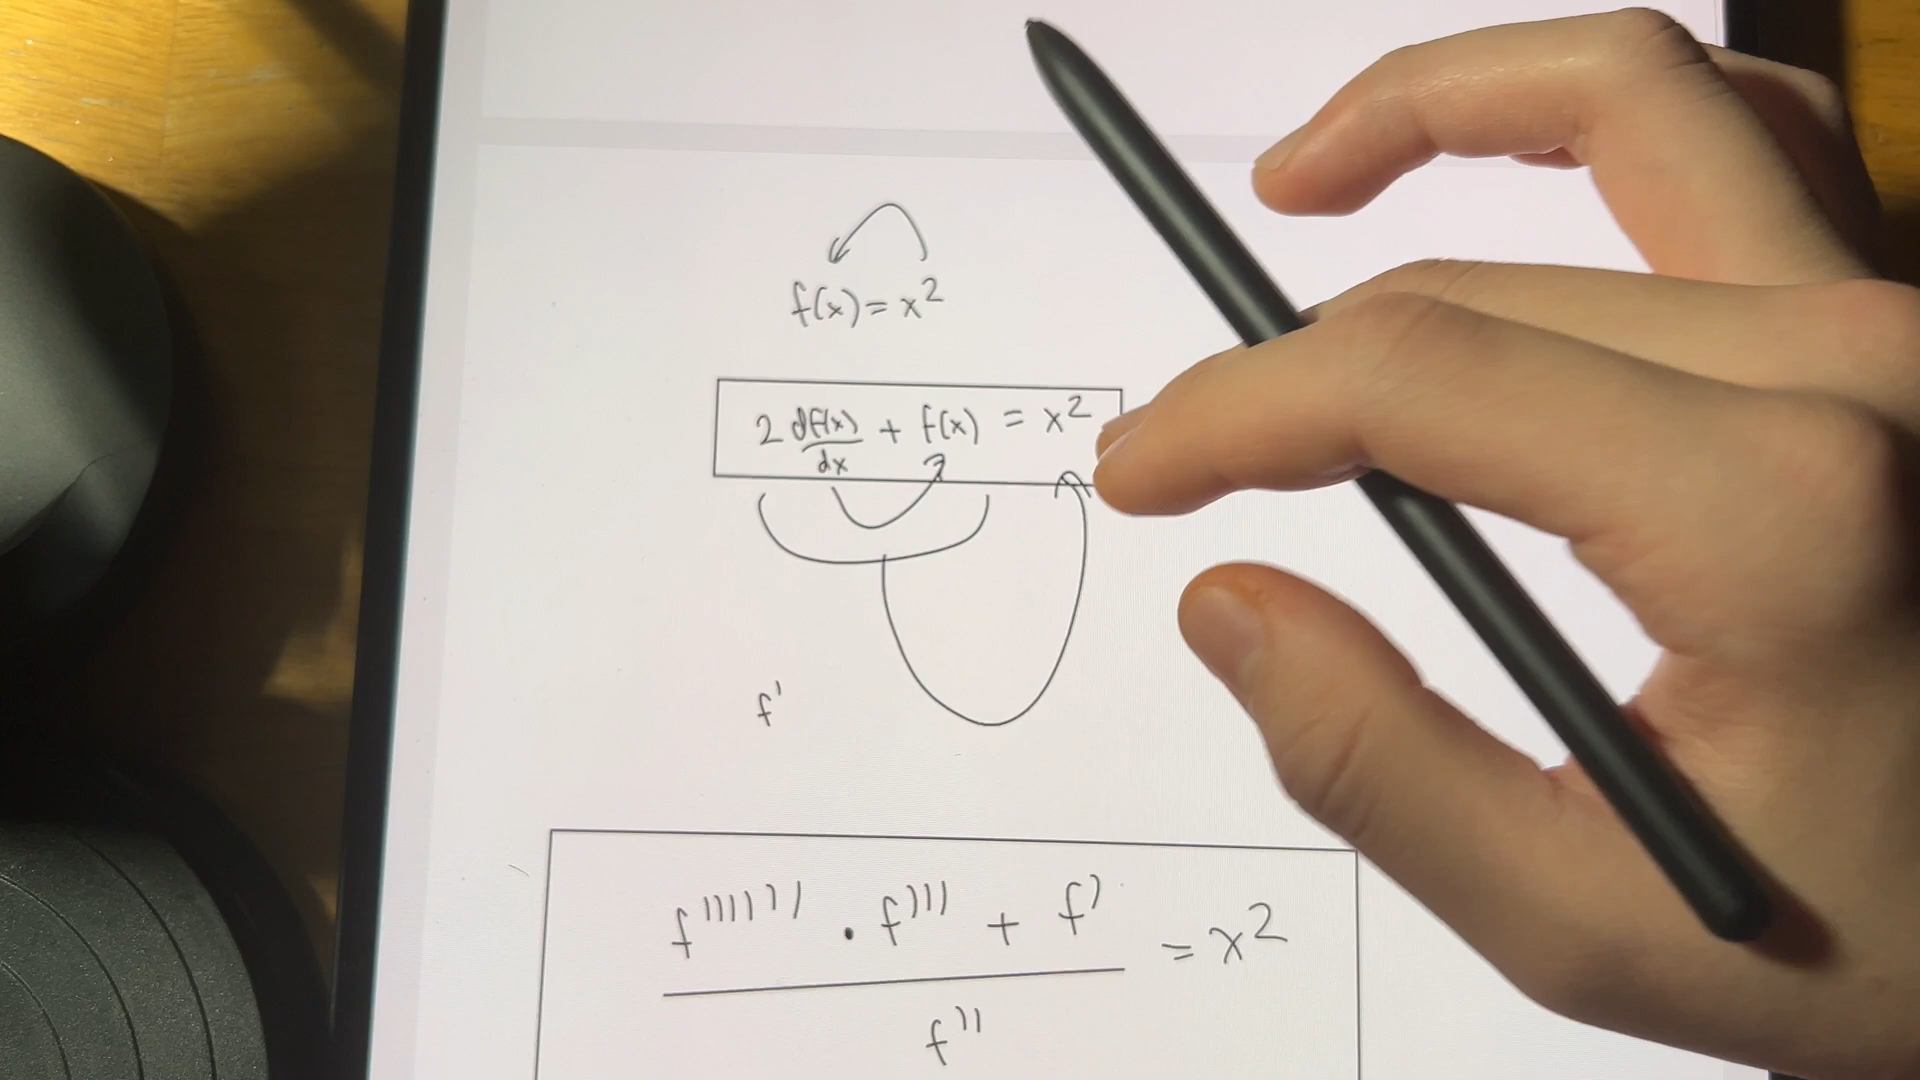 f(x) = x²
2 df(x)/dx + f(x) = x²
f'
f'''''' · f''' + f' / f'' = x²